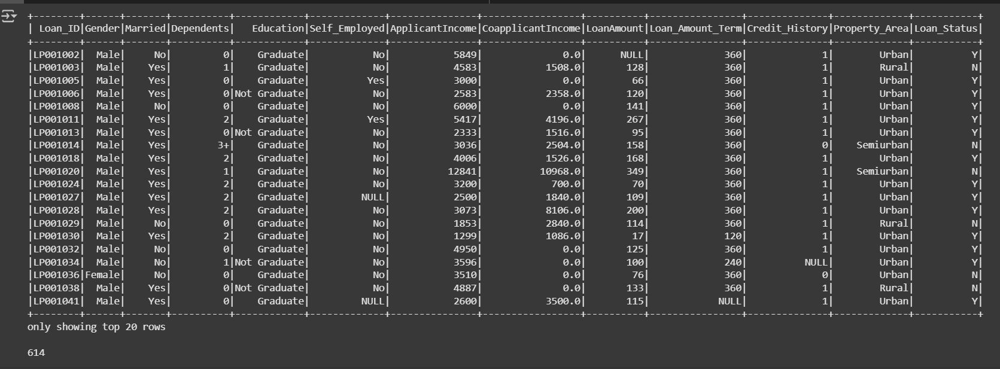 +--------+------+-------+----------+------------+-------------+---------------+-----------------+----------+----------------+--------------+-------------+-----------+
| Loan_ID|Gender|Married|Dependents|   Education|Self_Employed|ApplicantIncome|CoapplicantIncome|LoanAmount|Loan_Amount_Term|Credit_History|Property_Area|Loan_Status|
+--------+------+-------+----------+------------+-------------+---------------+-----------------+----------+----------------+--------------+-------------+-----------+
|LP001002|  Male|     No|         0|    Graduate|           No|           5849|              0.0|      NULL|             360|             1|        Urban|          Y|
|LP001003|  Male|    Yes|         1|    Graduate|           No|           4583|           1508.0|       128|             360|             1|        Rural|          N|
|LP001005|  Male|    Yes|         0|    Graduate|          Yes|           3000|              0.0|        66|             360|             1|        Urban|          Y|
|LP001006|  Male|    Yes|         0|Not Graduate|           No|           2583|           2358.0|       120|             360|             1|        Urban|          Y|
|LP001008|  Male|     No|         0|    Graduate|           No|           6000|              0.0|       141|             360|             1|        Urban|          Y|
|LP001011|  Male|    Yes|         2|    Graduate|          Yes|           5417|           4196.0|       267|             360|             1|        Urban|          Y|
|LP001013|  Male|    Yes|         0|Not Graduate|           No|           2333|           1516.0|        95|             360|             1|        Urban|          Y|
|LP001014|  Male|    Yes|        3+|    Graduate|           No|           3036|           2504.0|       158|             360|             0|    Semiurban|          N|
|LP001018|  Male|    Yes|         2|    Graduate|           No|           4006|           1526.0|       168|             360|             1|        Urban|          Y|
|LP001020|  Male|    Yes|         1|    Graduate|           No|          12841|          10968.0|       349|             360|             1|    Semiurban|          N|
|LP001024|  Male|    Yes|         2|    Graduate|           No|           3200|            700.0|        70|             360|             1|        Urban|          Y|
|LP001027|  Male|    Yes|         2|    Graduate|         NULL|           2500|           1840.0|       109|             360|             1|        Urban|          Y|
|LP001028|  Male|    Yes|         2|    Graduate|           No|           3073|           8106.0|       200|             360|             1|        Urban|          Y|
|LP001029|  Male|     No|         0|    Graduate|           No|           1853|           2840.0|       114|             360|             1|        Rural|          N|
|LP001030|  Male|    Yes|         2|    Graduate|           No|           1299|           1086.0|        17|             120|             1|        Urban|          Y|
|LP001032|  Male|     No|         0|    Graduate|           No|           4950|              0.0|       125|             360|             1|        Urban|          Y|
|LP001034|  Male|     No|         1|Not Graduate|           No|           3596|              0.0|       100|             240|          NULL|        Urban|          Y|
|LP001036|Female|     No|         0|    Graduate|           No|           3510|              0.0|        76|             360|             0|        Urban|          N|
|LP001038|  Male|    Yes|         0|Not Graduate|           No|           4887|              0.0|       133|             360|             1|        Rural|          N|
|LP001041|  Male|    Yes|         0|    Graduate|         NULL|           2600|           3500.0|       115|            NULL|             1|        Urban|          Y|
+--------+------+-------+----------+------------+-------------+---------------+-----------------+----------+----------------+--------------+-------------+-----------+
only showing top 20 rows
614